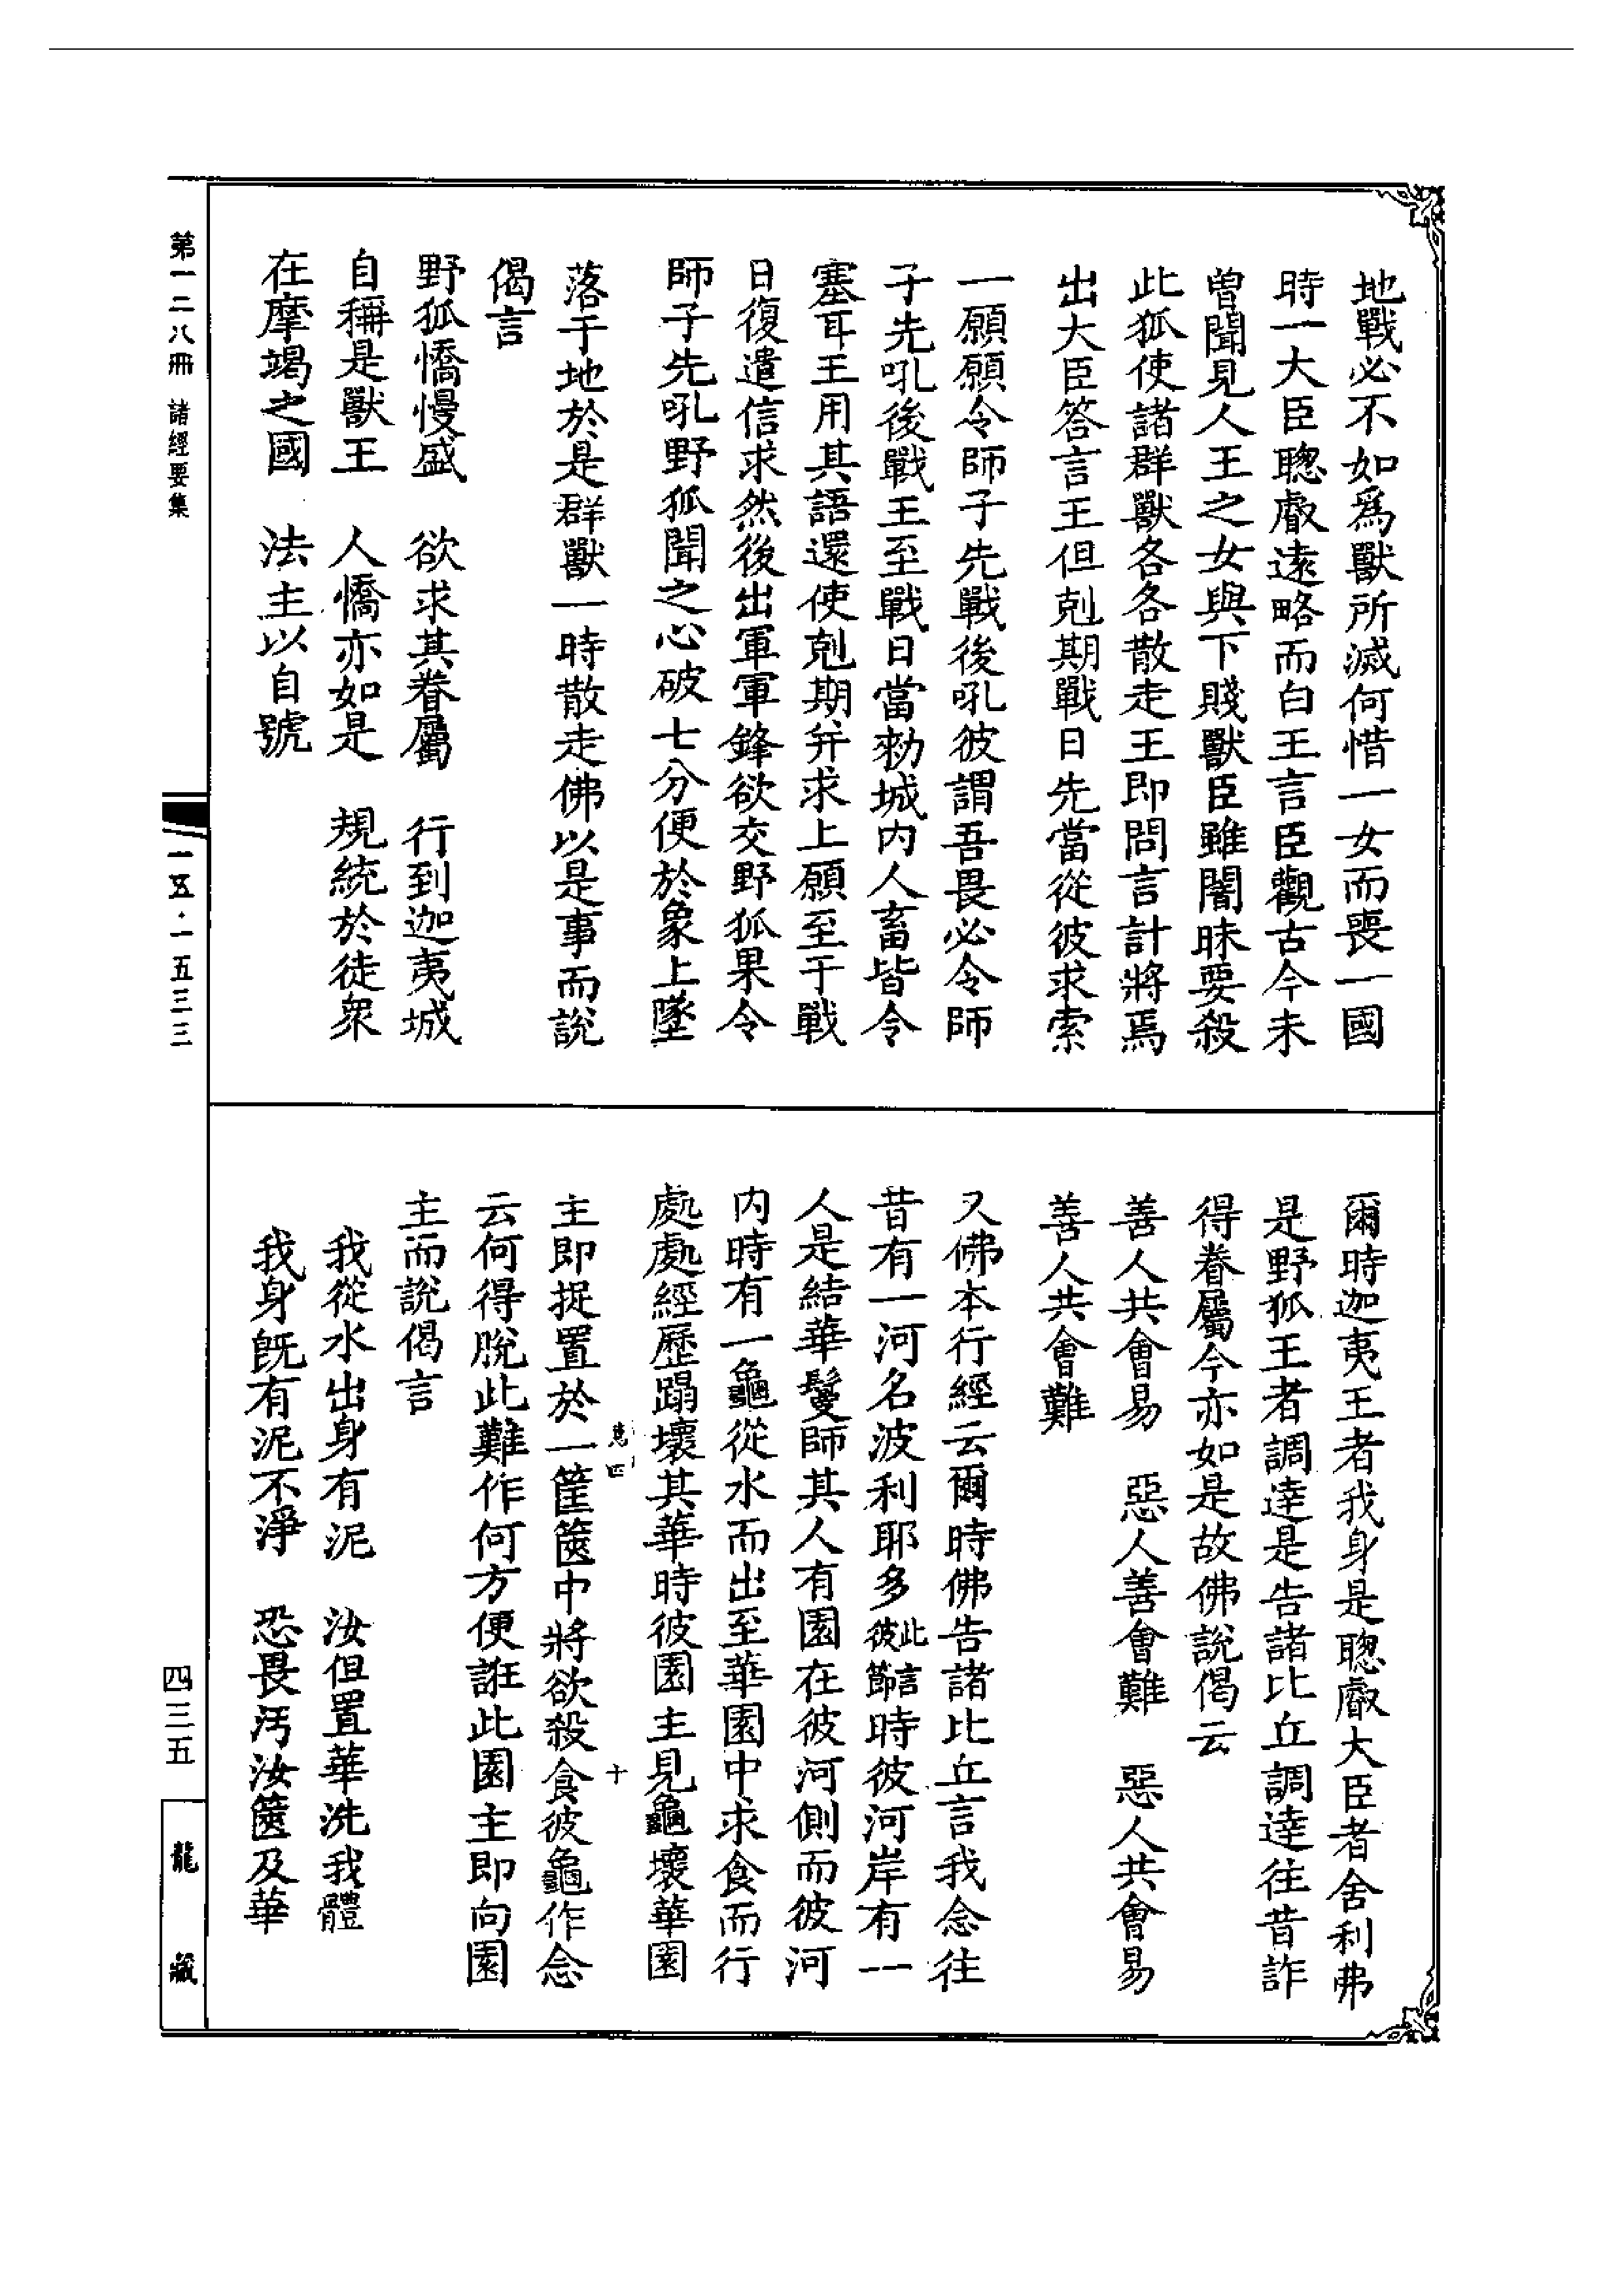 地戰必不如爲獸所滅何惜一女而喪一國
時一大臣聰叡遠略而白王言臣觀古今未
曾聞見人王之女與下賤獸臣雖闇昧要殺
此狐使諸群獸各各散走王即問言計將焉
出大臣答言王但剋期戰日先當從彼求索
一願願令師子先戰後吼彼謂吾畏必令師
子先吼後戰王至戰日當勑城内人畜皆令
塞耳王用其語還使剋期并求上願至于戰
日復遣信求然後出軍軍鋒欲交野狐果令
師子先吼野狐聞之心破七分便於象上墜
落于地於是群獸一時散走佛以是事而說
偈言
野狐憍慢盛　欲求其眷屬　行到迦夷城
自稱是獸王　人憍亦如是　規統於徒衆
在摩竭之國　法主以自號
爾時迦夷王者我身是聰叡大臣者舍利弗
是野狐王者調達是告諸比丘調達往昔詐
得眷屬今亦如是故佛說偈云
善人共會易　惡人善會難　惡人共會易
善人共會難
又佛本行經云爾時佛告諸比丘言我念往
昔有一河名波利耶多此言彼節時彼河岸有一
人是結華鬘師其人有園在彼河側而彼河
内時有一龜從水而出至華園中求食而行
處處經歷蹋壞其華時彼園主見龜壞華園
主即捉置於一筐篋中將欲殺食彼龜作念
云何得脫此難作何方便誑此園主即向園
主而說偈言
我從水出身有泥　汝但置華洗我體
我身旣有泥不淨　恐畏汚汝篋及華
十
第一二八冊　諸經要集
一五·一五三三
四三五
龍藏